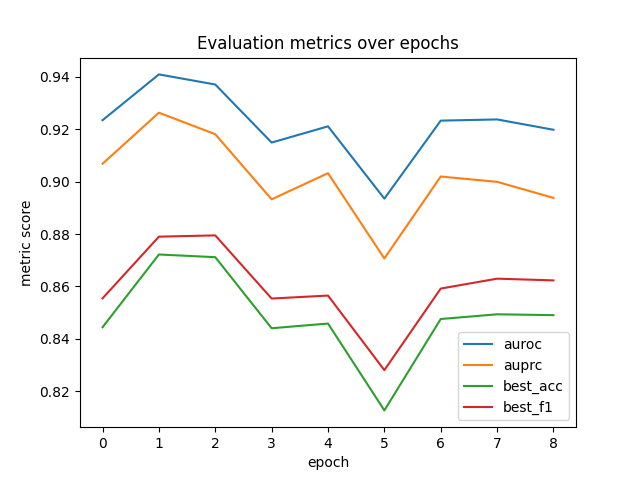 Evaluation metrics over epochs
metric score
0.94
0.92
0.90
0.88
0.86
0.84
0.82
0 1 2 3 4 5 6 7 8
epoch
auroc
auprc
best_acc
best_f1